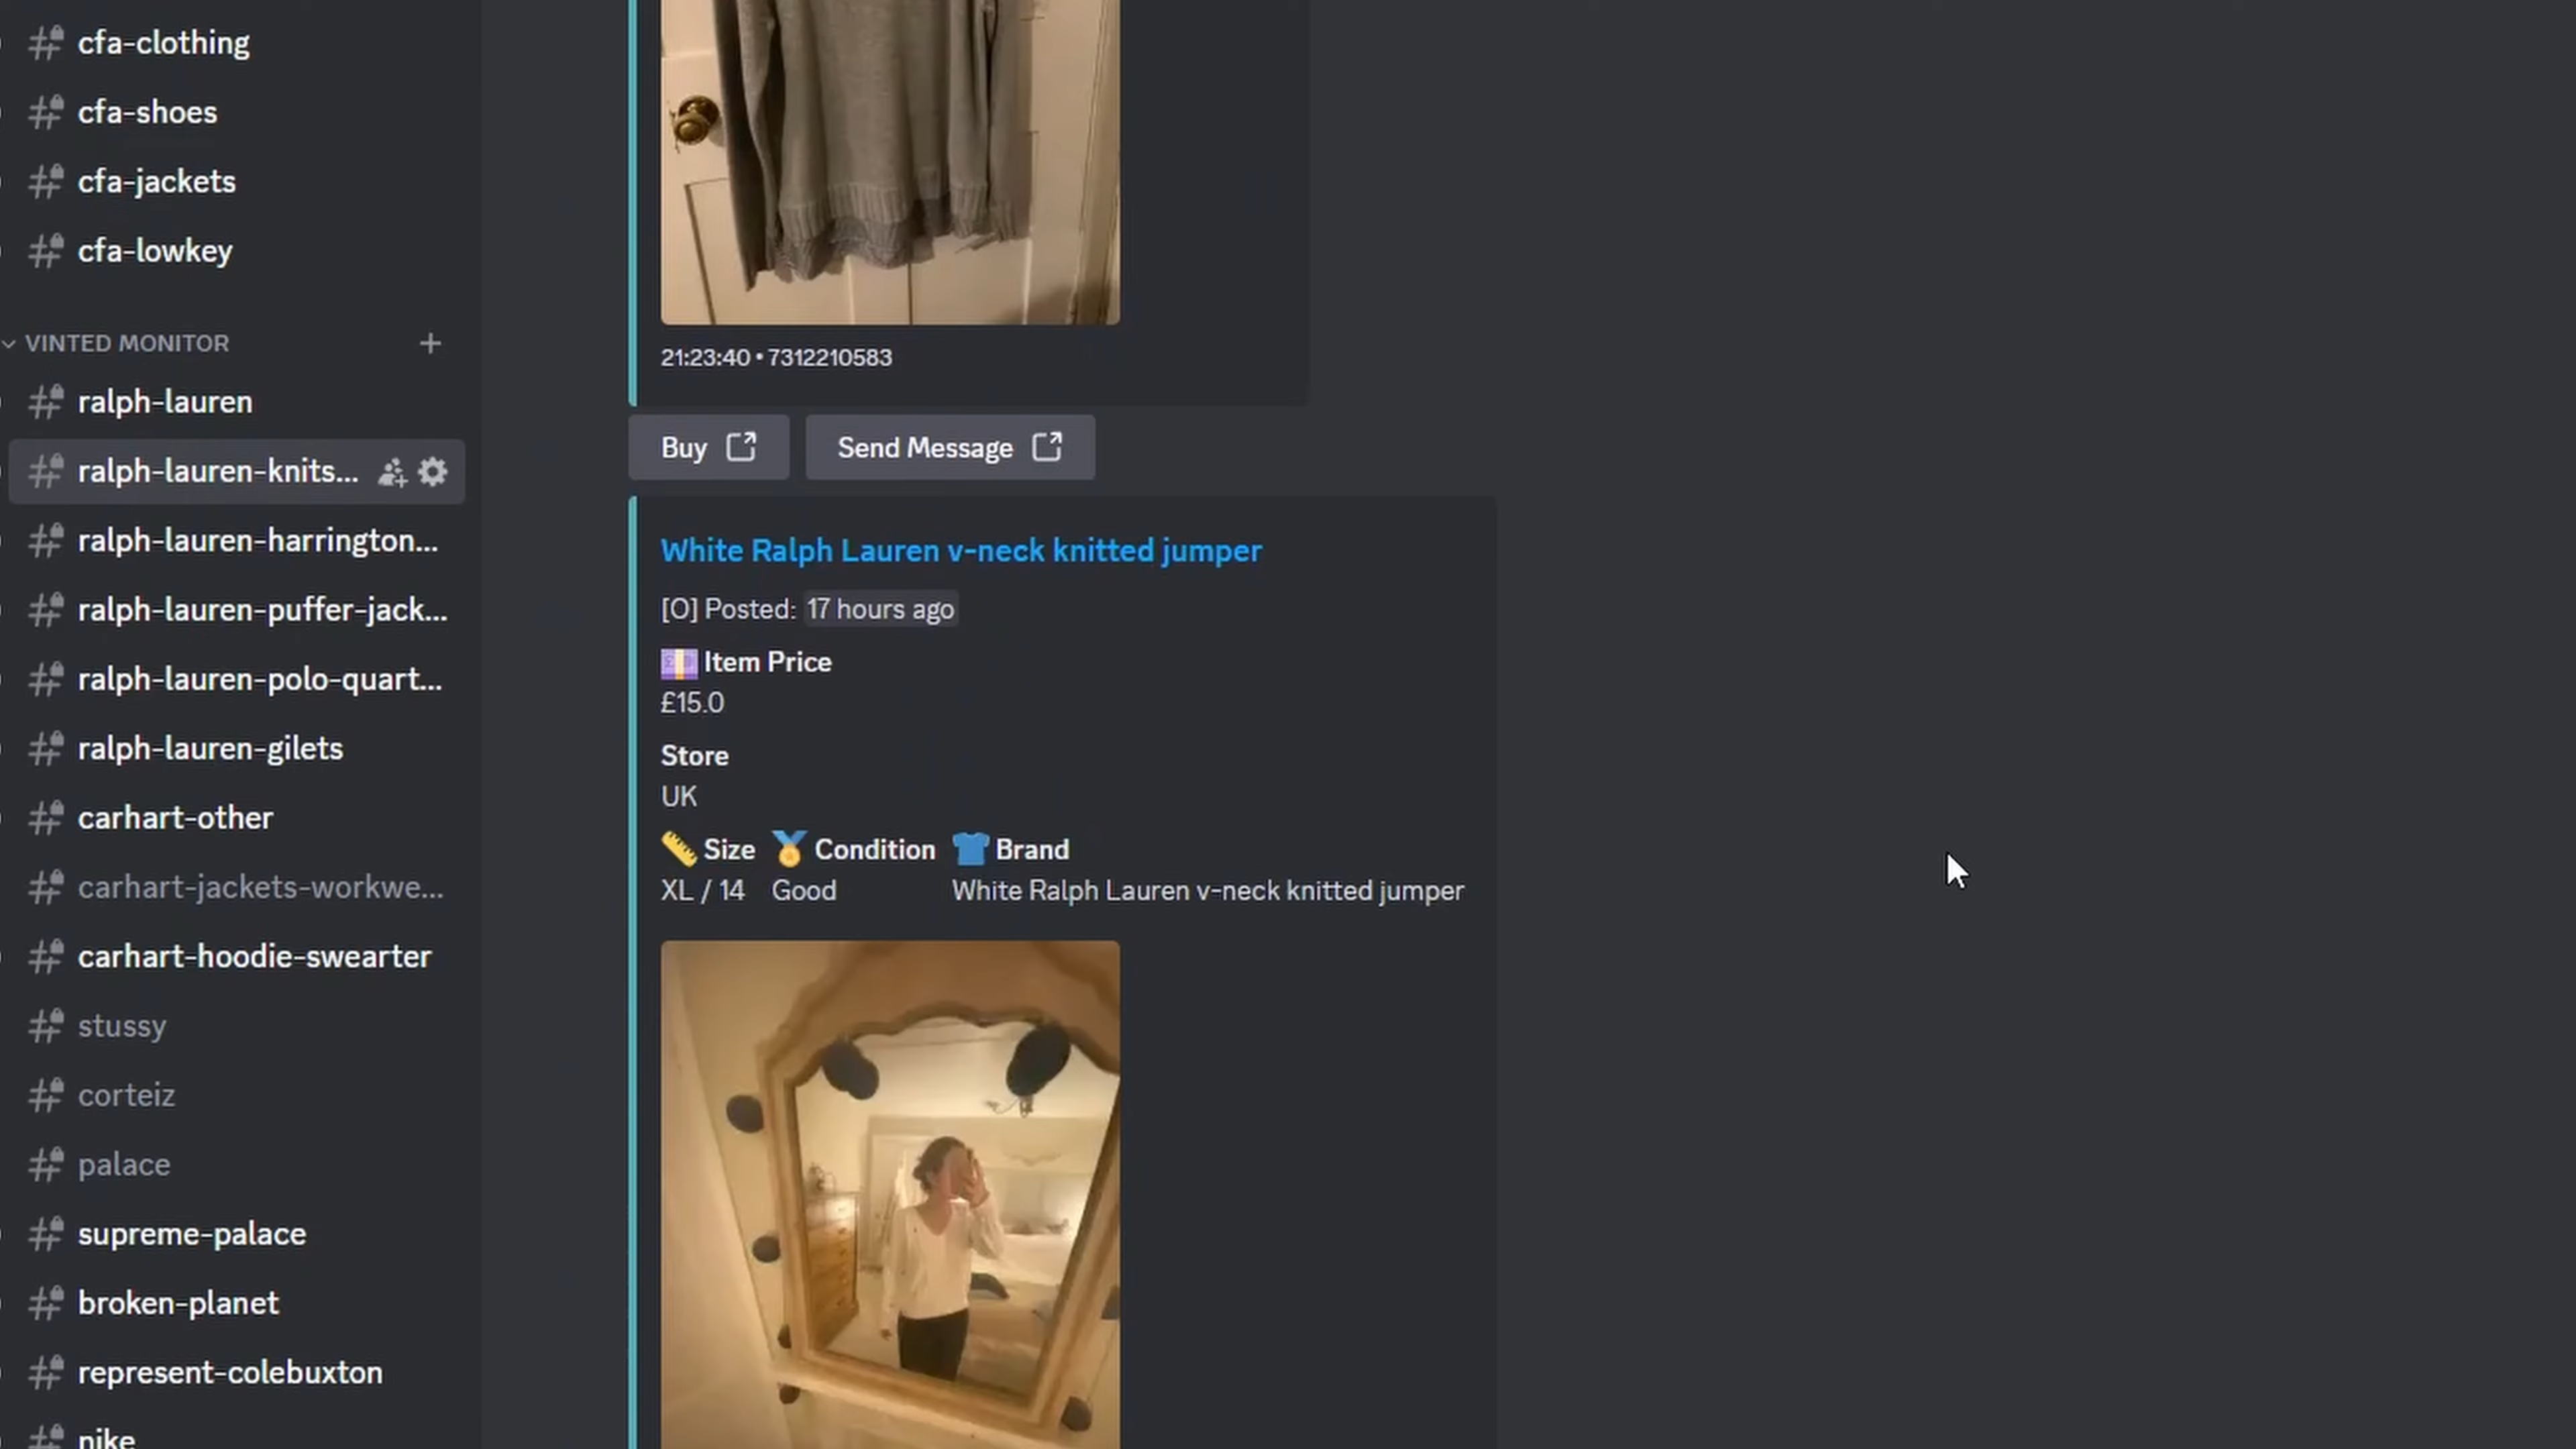 cfa-clothing
cfa-shoes
cfa-jackets
cfa-lowkey
VINTED MONITOR
ralph-lauren
ralph-lauren-knits...
ralph-lauren-harrington...
ralph-lauren-puffer-jack...
ralph-lauren-polo-quart...
ralph-lauren-gilets
carhart-other
carhart-jackets-workwe...
carhart-hoodie-swearter
stussy
corteiz
palace
supreme-palace
broken-planet
represent-colebuxton
nike
21:23:40 • 7312210583
Buy
Send Message
White Ralph Lauren v-neck knitted jumper
[O] Posted: 17 hours ago
Item Price
£15.0
Store
UK
Size Condition Brand
XL / 14 Good White Ralph Lauren v-neck knitted jumper